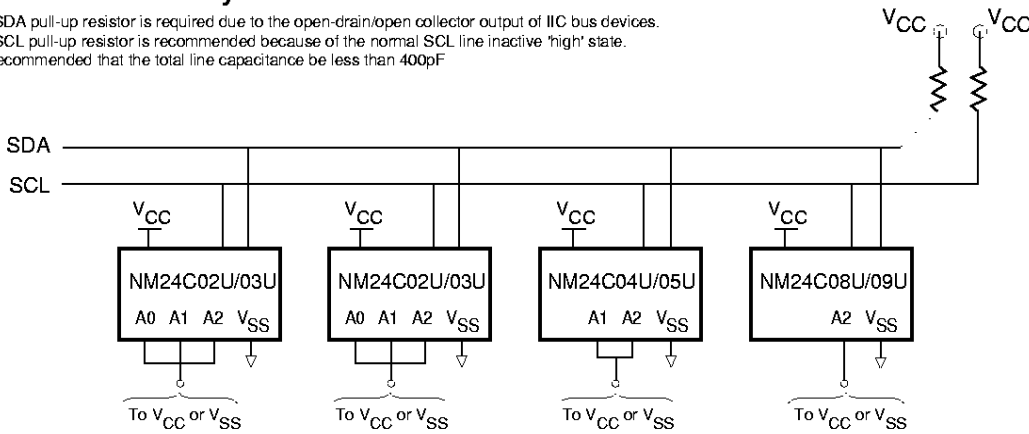 SDA pull-up resistor is required due to the open-drain/open collector output of IIC bus devices.
SCL pull-up resistor is recommended because of the normal SCL line inactive 'high' state.
ecommended that the total line capacitance be less than 400pF
VCC VCC
SDA
SCL
VCC VCC VCC VCC
NM24C02U/03U NM24C02U/03U NM24C04U/05U NM24C08U/09U
A0 A1 A2 VSS A0 A1 A2 VSS A1 A2 VSS A2 VSS
To VCC or VSS To VCC or VSS To VCC or VSS To VCC or VSS